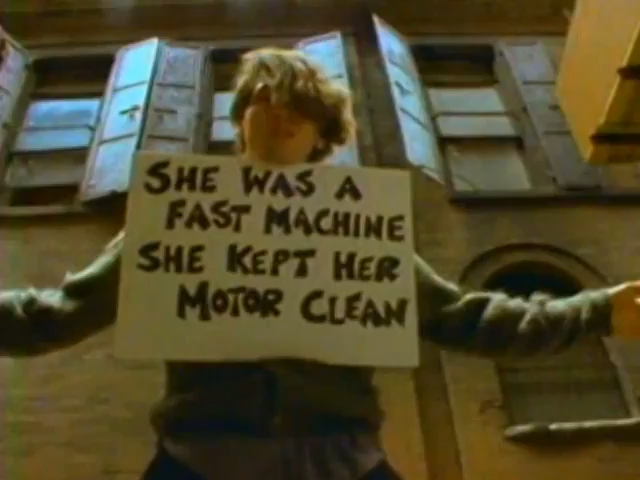 SHE WAS A
FAST MACHINE
SHE KEPT HER
MOTOR CLEAN